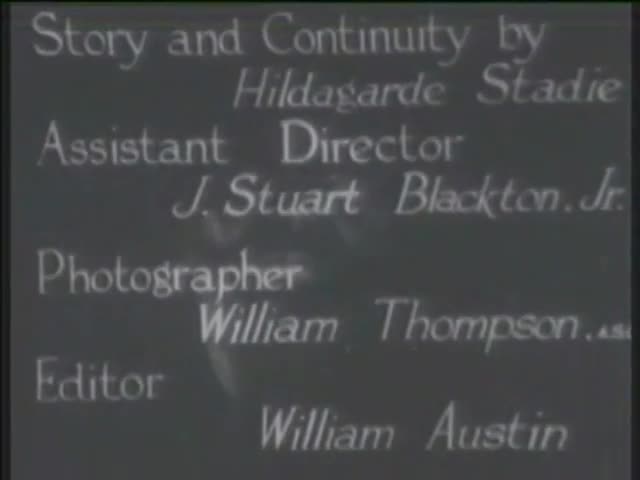 Story and Continuity by
Hildagarde Stadie
Assistant Director
J. Stuart Blackton. Jr.
Photographer
William Thompson.
Editor
William Austin